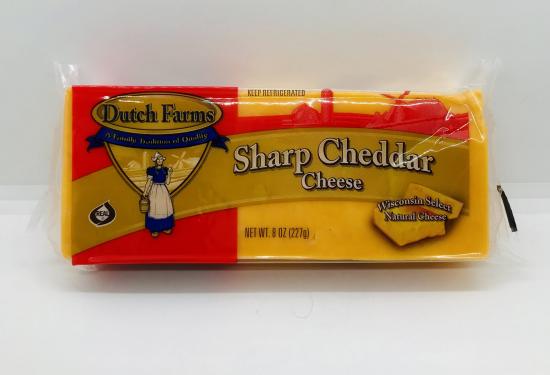 KEEP REFRIGERATED
Dutch Farms
A Family Tradition of Quality
Sharp Cheddar
Cheese
Wisconsin Select
Natural Cheese
REAL
NET WT. 8 OZ (227g)